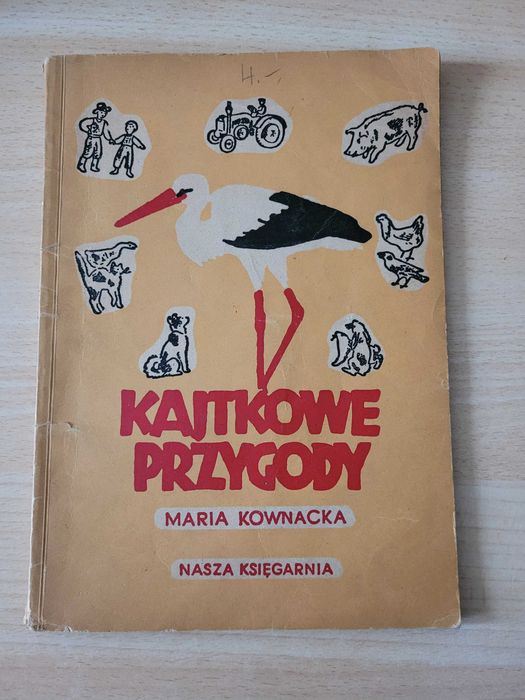 4.-
KAJTKOWE
PRZYGODY
MARIA KOWNACKA
NASZA KSIĘGARNIA